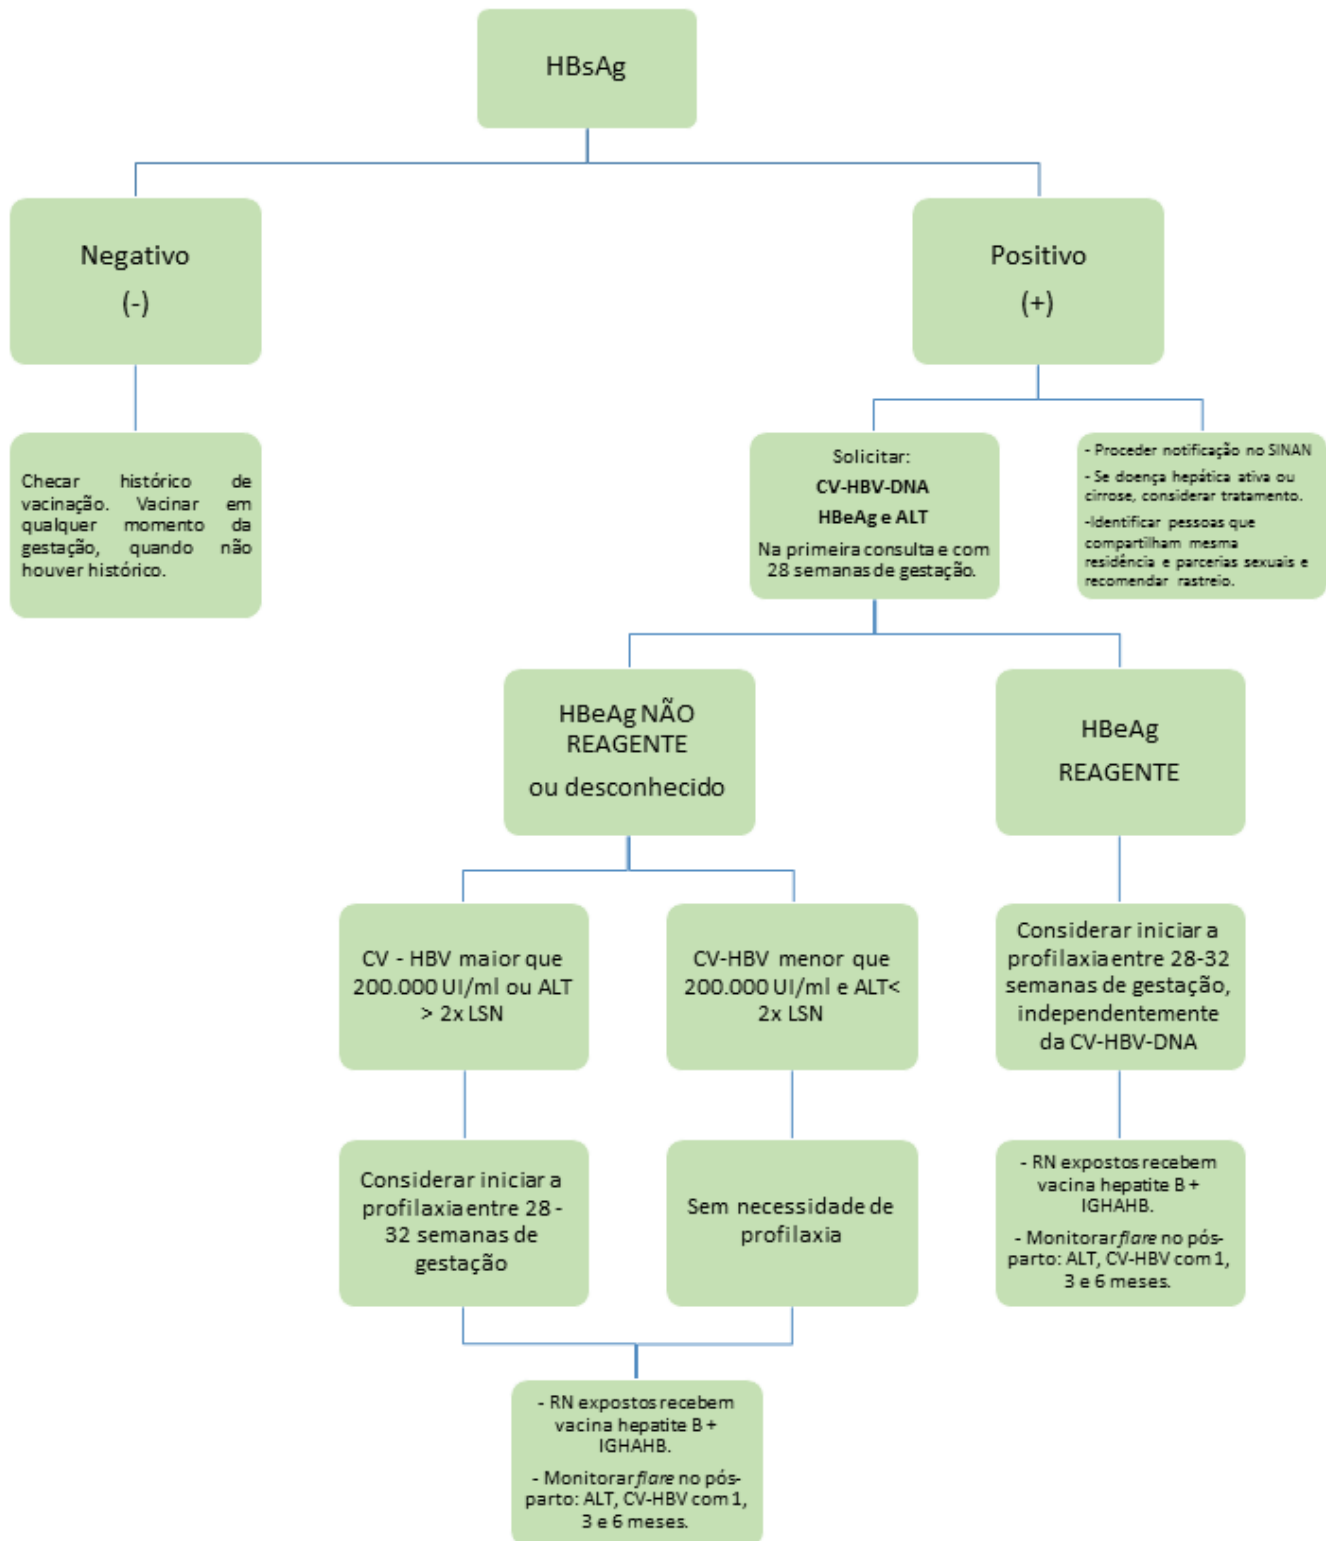 HBsAg
Negativo
(-)
Positivo
(+)
Checar histórico de
vacinação. Vacinar em
qualquer momento da
gestação, quando não
houver histórico.
Solicitar:
CV-HBV-DNA
HBeAg e ALT
Na primeira consulta e com
28 semanas de gestação.
- Proceder notificação no SINAN
- Se doença hepática ativa ou
cirrose, considerar tratamento.
-Identificar pessoas que
compartilham mesma
residência e parcerias sexuais e
recomendar rastreio.
HBeAg NÃO
REAGENTE
ou desconhecido
HBeAg
REAGENTE
CV - HBV maior que
200.000 UI/ml ou ALT
> 2x LSN
CV-HBV menor que
200.000 UI/ml e ALT<
2x LSN
Considerar iniciar a
profilaxia entre 28-32
semanas de gestação,
independentemente
da CV-HBV-DNA
Considerar iniciar a
profilaxia entre 28 -
32 semanas de
gestação
Sem necessidade de
profilaxia
- RN expostos recebem
vacina hepatite B +
IGHAHB.
- Monitorar flare no pós-
parto: ALT, CV-HBV com 1,
3 e 6 meses.
- RN expostos recebem
vacina hepatite B +
IGHAHB.
- Monitorar flare no pós-
parto: ALT, CV-HBV com 1,
3 e 6 meses.